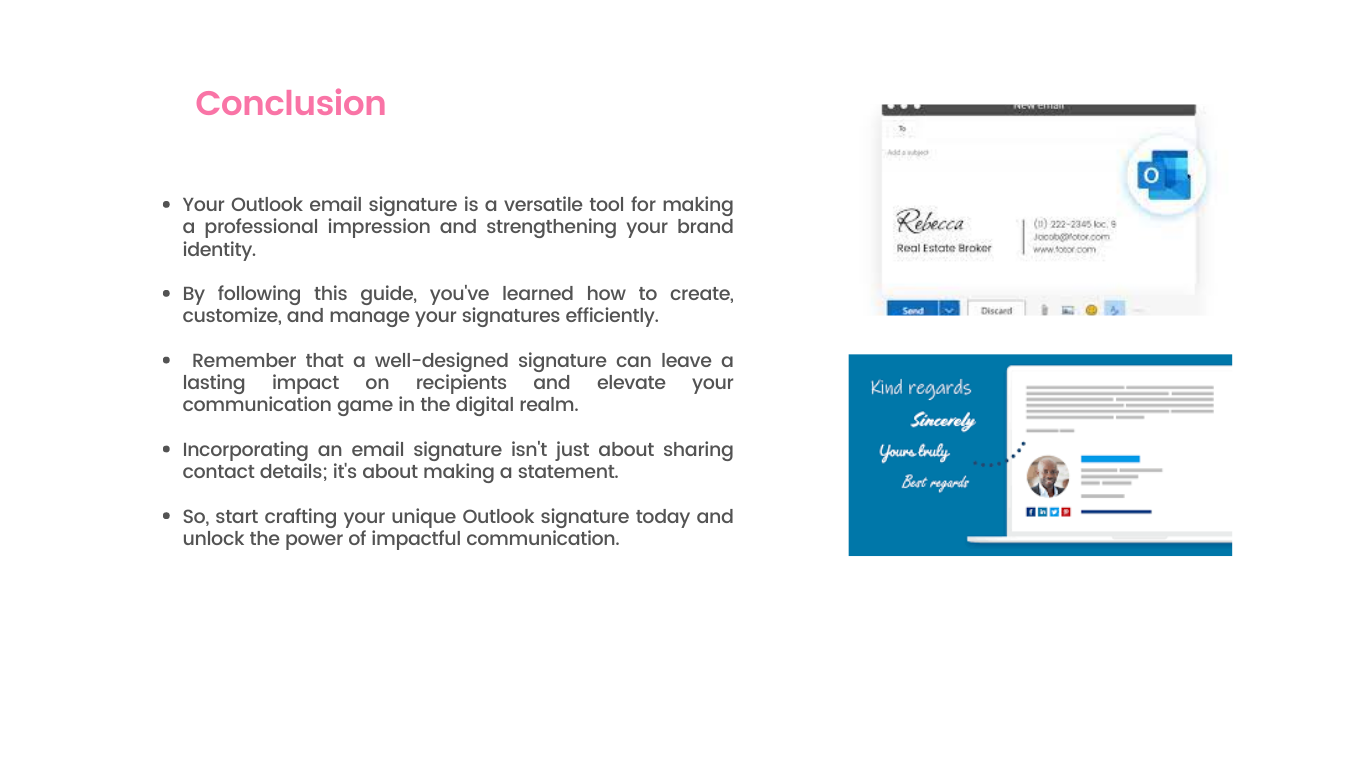 Conclusion
• Your Outlook email signature is a versatile tool for making
a professional impression and strengthening your brand
identity.
• By following this guide, you've learned how to create,
customize, and manage your signatures efficiently.
• Remember that a well-designed signature can leave a
lasting impact on recipients and elevate your
communication game in the digital realm.
• Incorporating an email signature isn't just about sharing
contact details; it's about making a statement.
• So, start crafting your unique Outlook signature today and
unlock the power of impactful communication.
New email
To
Add a subject
O
Rebecca
Real Estate Broker
(11) 222-2345 loc. 9
Jacob@fotor.com
www.fotor.com
Send
Discard
Kind regards
Sincerely
Yours truly
Best regards